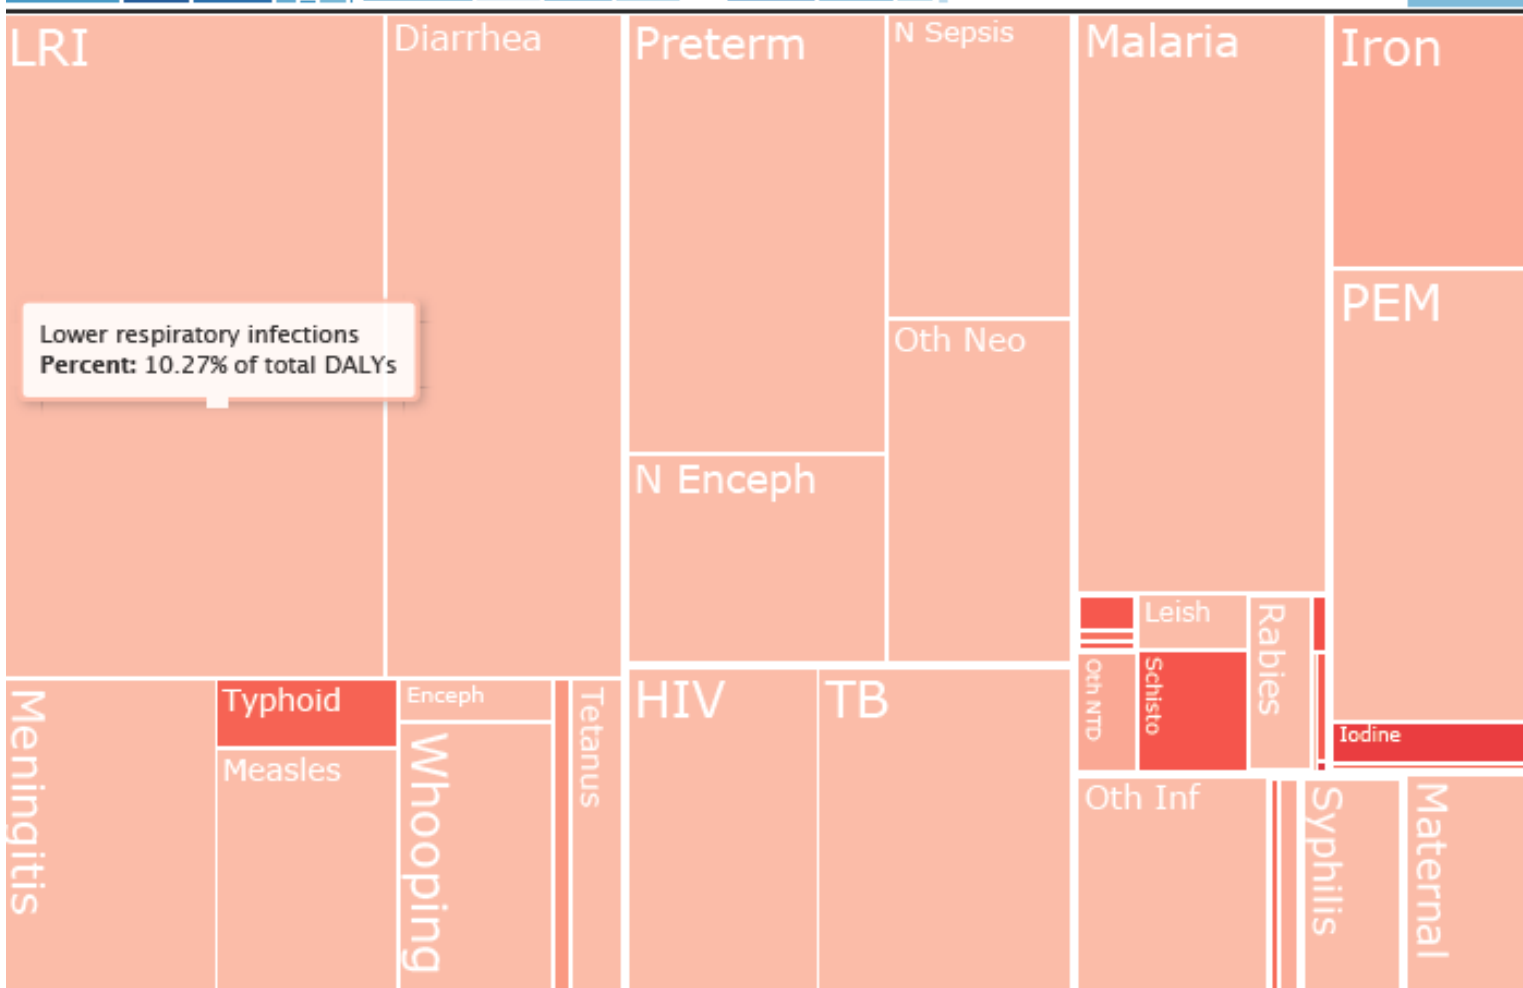 LRI
Diarrhea
Preterm
N Sepsis
Malaria
Iron
PEM
Lower respiratory infections
Percent: 10.27% of total DALYs
Oth Neo
N Enceph
Leish
Rabies
Oth NTD
Schisto
Iodine
Meningitis
Typhoid
Enceph
Tetanus
HIV
TB
Whooping
Measles
Oth Inf
Syphilis
Maternal